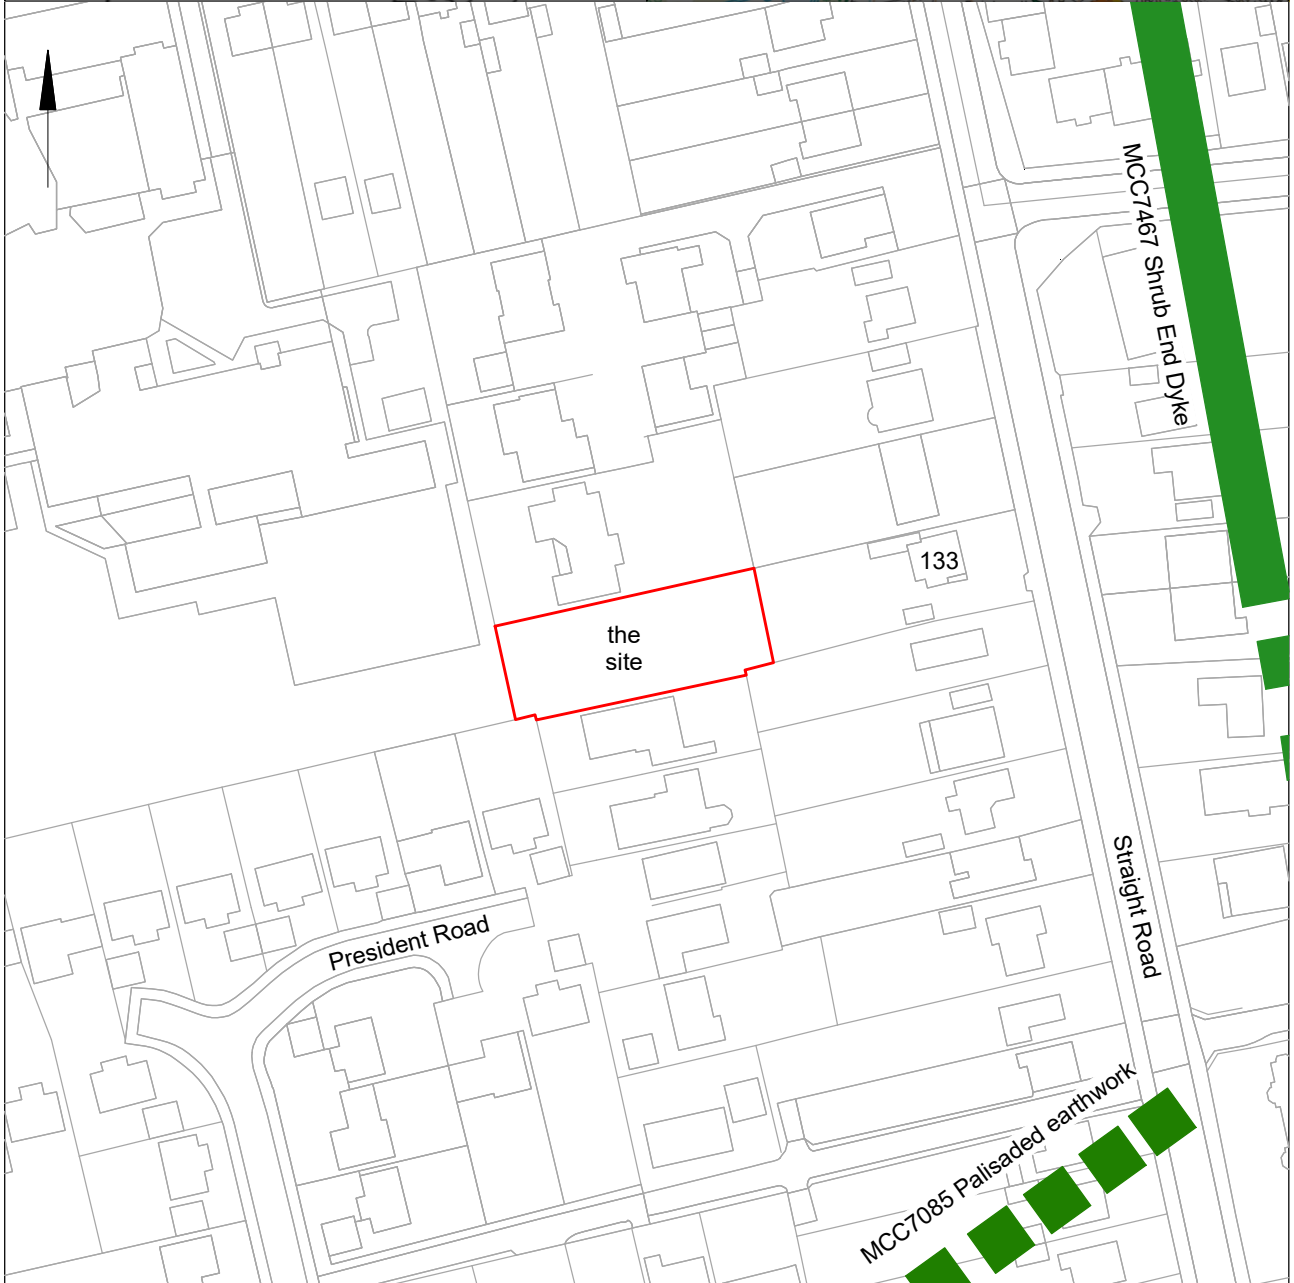 MCC7467 Shrub End Dyke
133
the
site
Straight Road
President Road
MCC7085 Palisaded earthwork